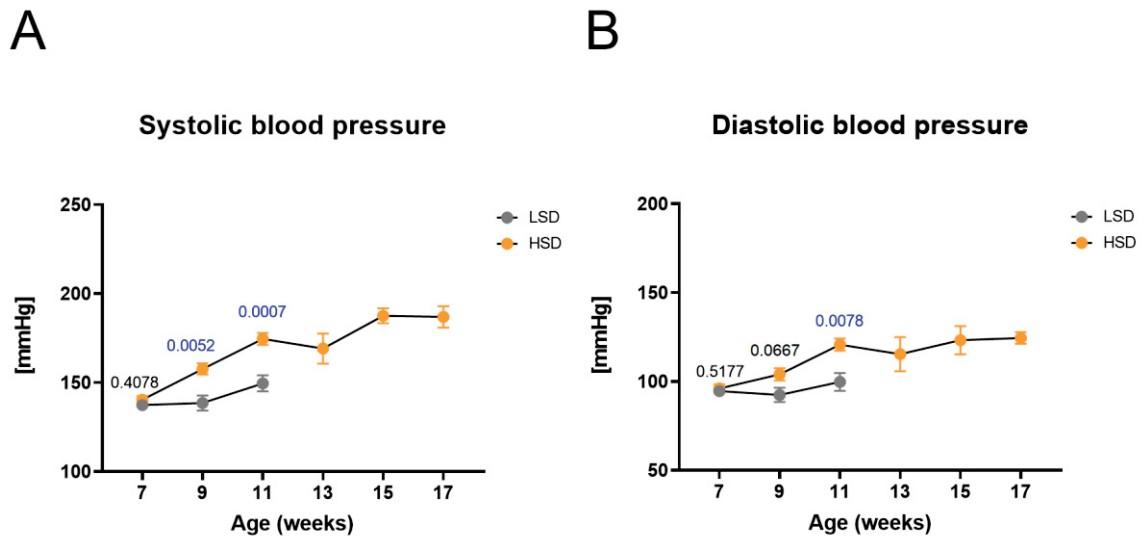 A
Systolic blood pressure
250
200
150
100
[mmHg]
0.4078
0.0052
0.0007
LSD
HSD
7 9 11 13 15 17
Age (weeks)
B
Diastolic blood pressure
200
150
100
50
[mmHg]
0.5177
0.0667
0.0078
LSD
HSD
7 9 11 13 15 17
Age (weeks)